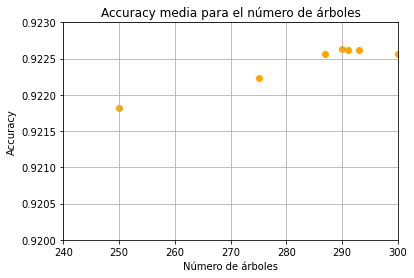 Accuracy media para el número de árboles
0.9230
0.9225
0.9220
0.9215
0.9210
0.9205
0.9200
Accuracy
240 250 260 270 280 290 300
Número de árboles